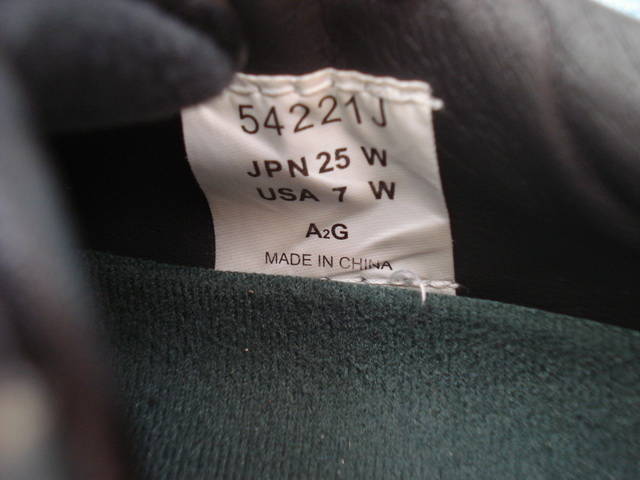 54221J
JPN 25 W
USA 7 W
A2G
MADE IN CHINA